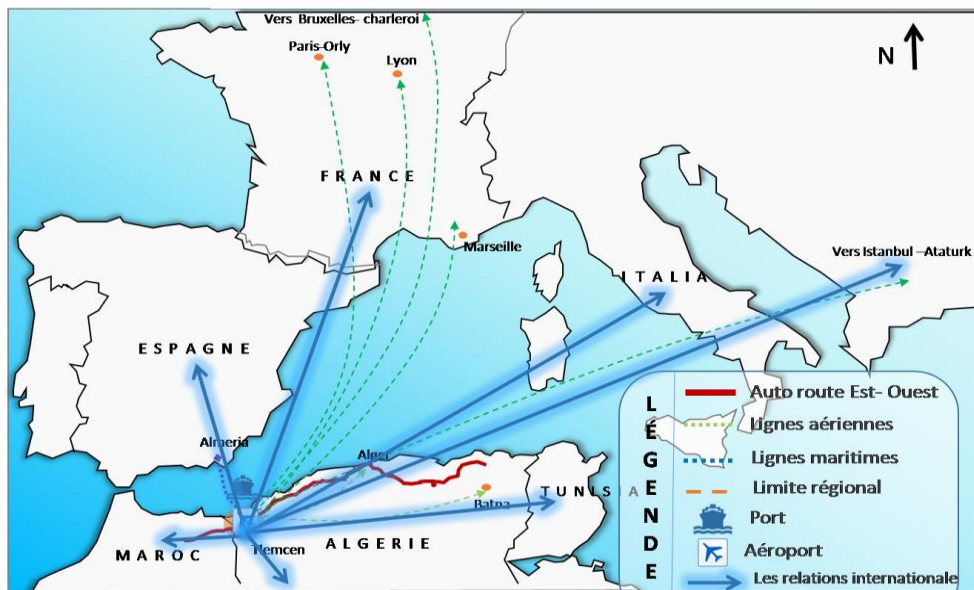 Vers Bruxelles- charleroi
Paris-Orly
Lyon
N
FRANCE
Marseille
Vers istanbul –Ataturk
ITALIA
ESPAGNE
Almeria
Alger
Batna
TUNISIA
Tlemcen
MAROC
ALGERIE
LÉGENDE
Auto route Est- Ouest
Lignes aériennes
Lignes maritimes
Limite régional
Port
Aéroport
Les relations internationale